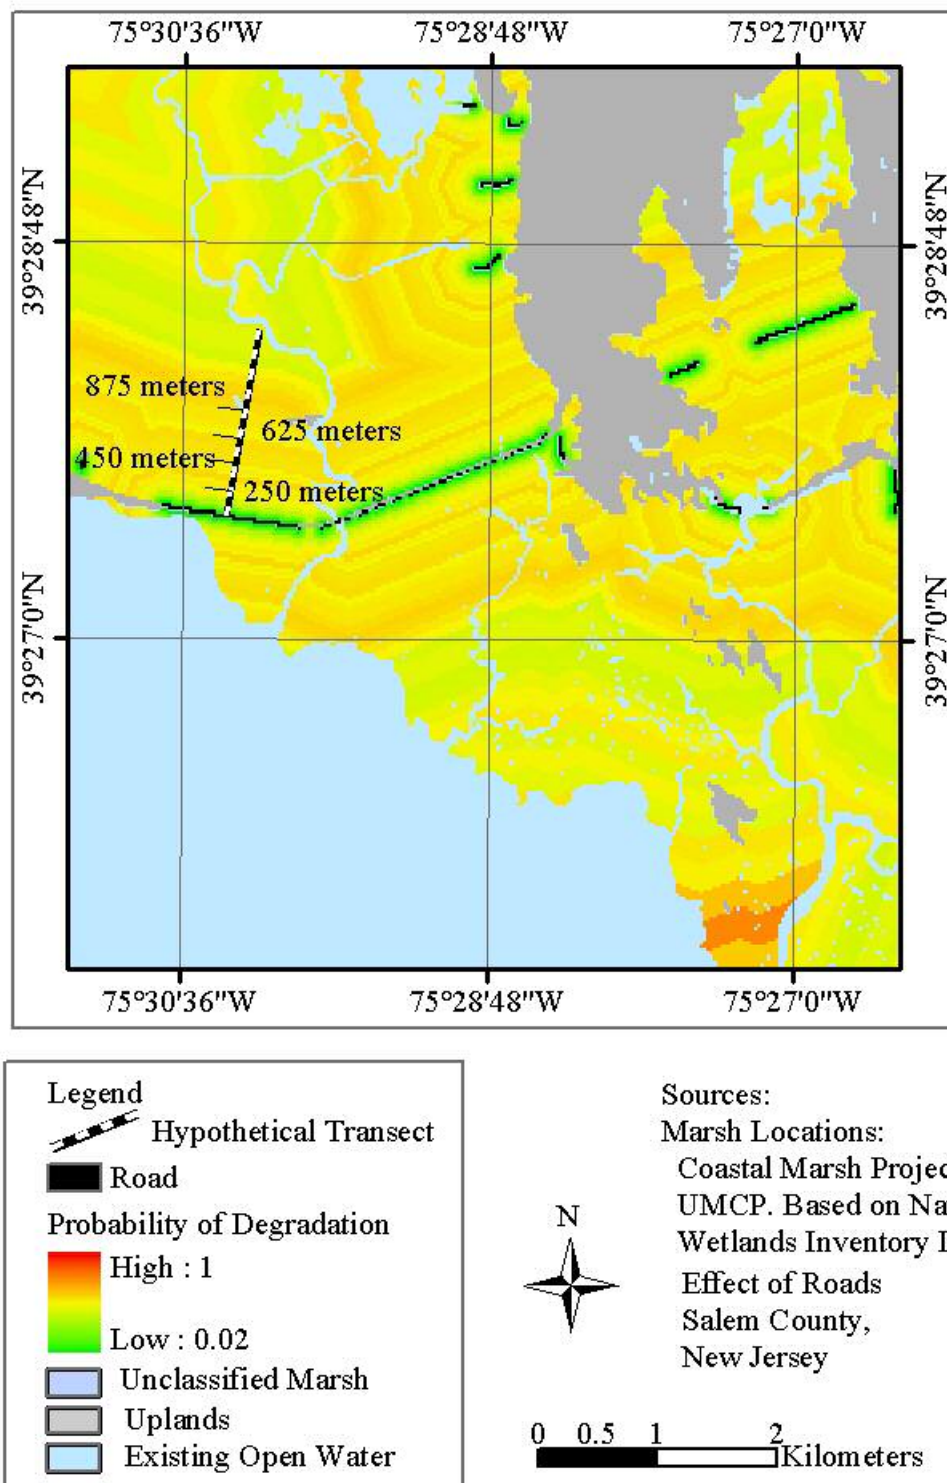 75°30'36"W 75°28'48"W 75°27'0"W
39°28'48"N
39°28'48"N
875 meters
625 meters
450 meters
250 meters
39°27'0"N
39°27'0"N
75°30'36"W 75°28'48"W 75°27'0"W
Legend
Hypothetical Transect
Road
Probability of Degradation
High : 1
Low : 0.02
Unclassified Marsh
Uplands
Existing Open Water
N
Sources:
Marsh Locations:
Coastal Marsh Projec
UMCP. Based on Na
Wetlands Inventory
Effect of Roads
Salem County,
New Jersey
0 0.5 1 2
Kilometers